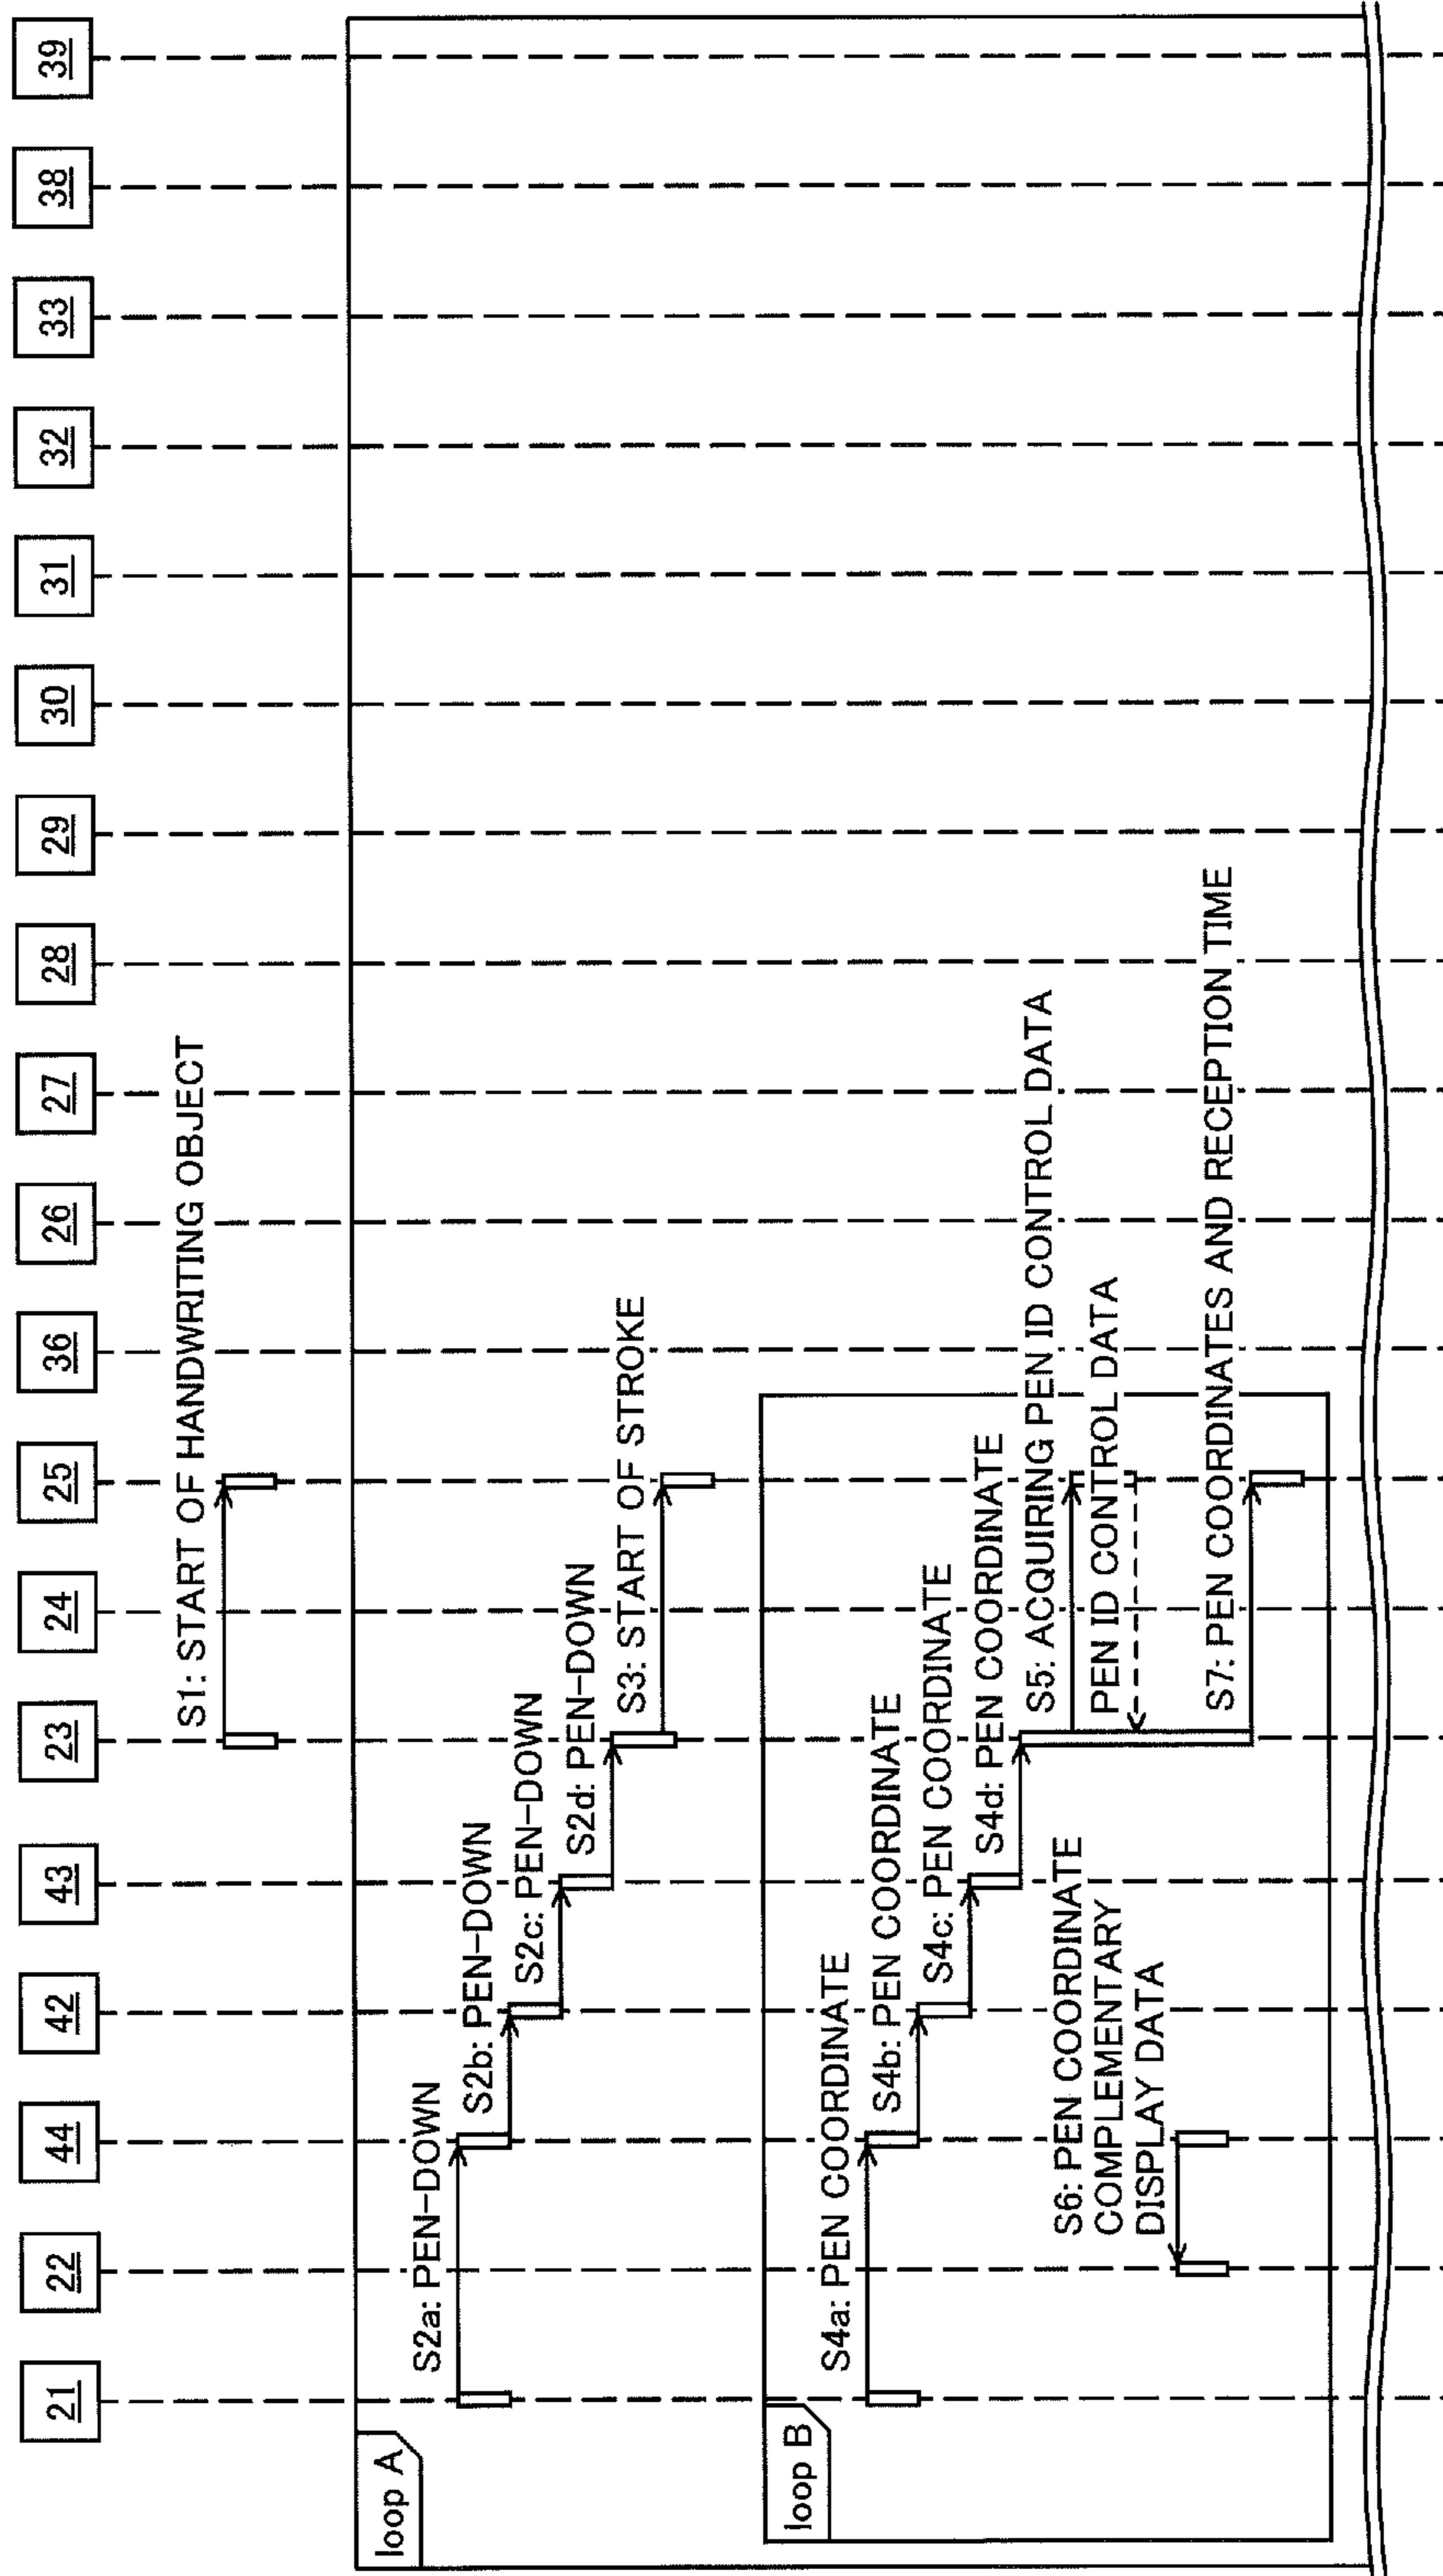 21
22
44
42
43
23
24
25
36
26
27
28
29
30
31
32
33
38
39
S1: START OF HANDWRITING OBJECT
loop A
S2a: PEN-DOWN
S2b: PEN-DOWN
S2c: PEN-DOWN
S2d: PEN-DOWN
S3: START OF STROKE
loop B
S4a: PEN COORDINATE
S4b: PEN COORDINATE
S4c: PEN COORDINATE
S4d: PEN COORDINATE
S5: ACQUIRING PEN ID CONTROL DATA
PEN ID CONTROL DATA
S6: PEN COORDINATE
COMPLEMENTARY
DISPLAY DATA
S7: PEN COORDINATES AND RECEPTION TIME